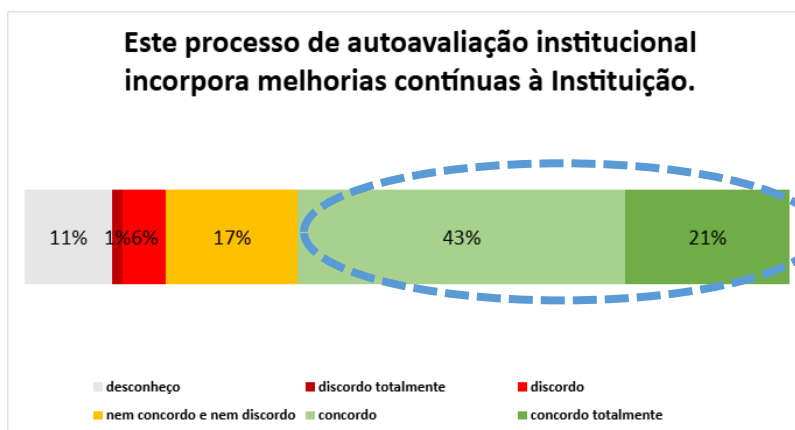 Este processo de autoavaliação institucional
incorpora melhorias contínuas à Instituição.
11% 1% 6% 17% 43% 21%
desconheço discordo totalmente discordo
nem concordo e nem discordo concordo concordo totalmente